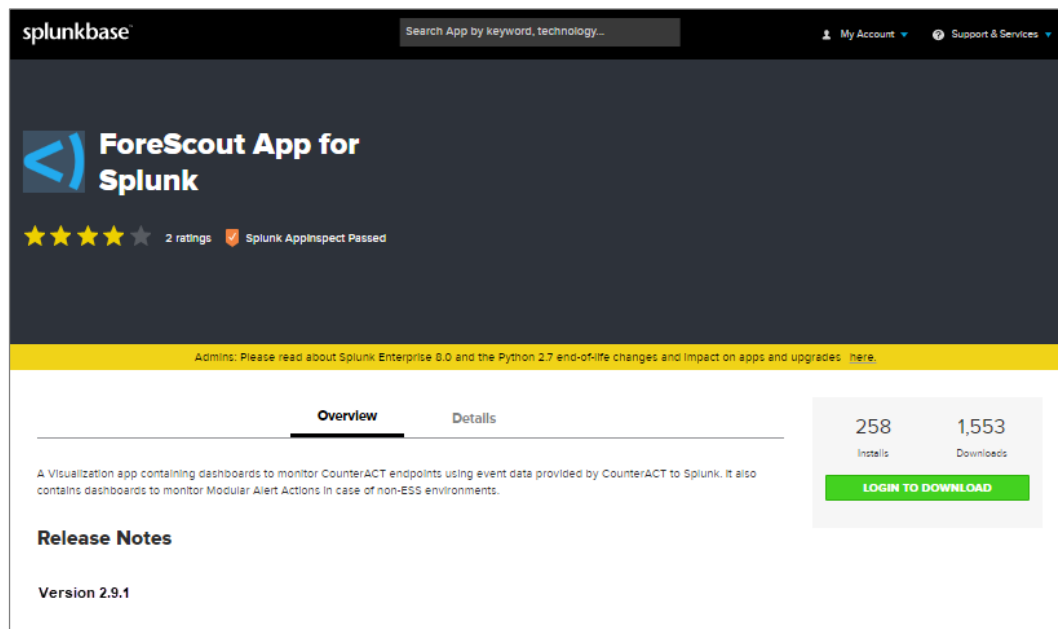 splunkbase™
Search App by keyword, technology...
My Account
Support & Services
ForeScout App for
Splunk
2 ratings
Splunk AppInspect Passed
Admins: Please read about Splunk Enterprise 8.0 and the Python 2.7 end-of-life changes and impact on apps and upgrades here.
Overview
Details
258
1,553
Installs
Downloads
LOGIN TO DOWNLOAD
A Visualization app containing dashboards to monitor CounterACT endpoints using event data provided by CounterACT to Splunk. It also
contains dashboards to monitor Modular Alert Actions in case of non-ESS environments.
Release Notes
Version 2.9.1